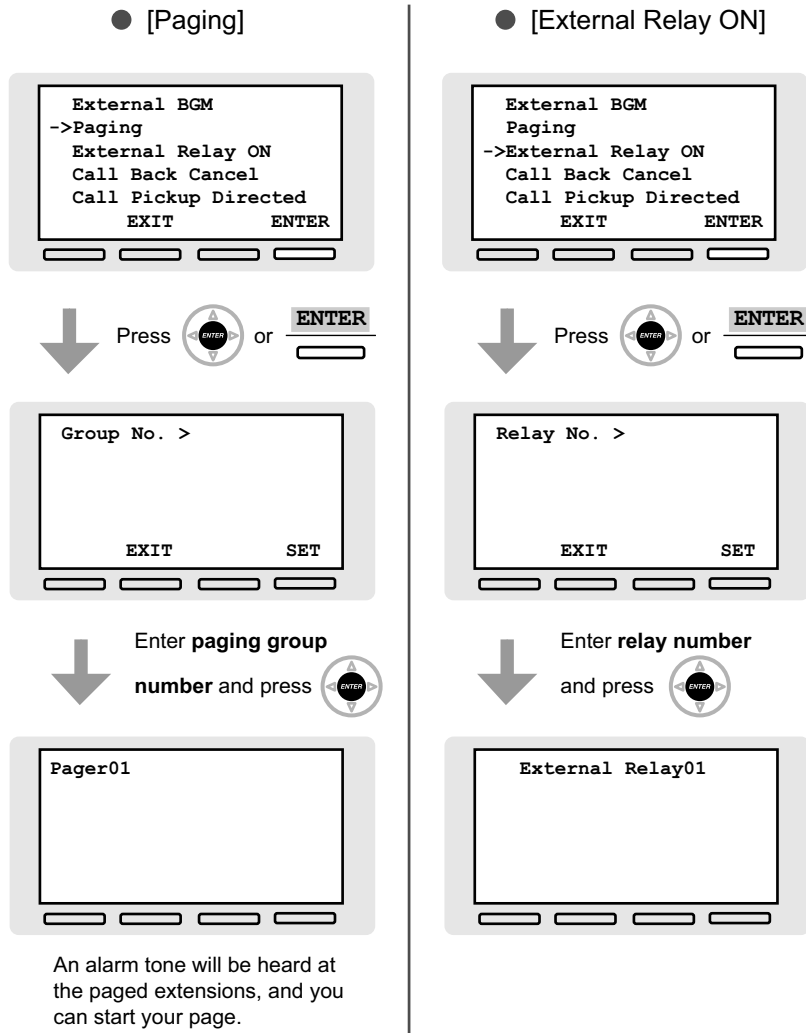 ● [Paging]
External BGM
->Paging
External Relay ON
Call Back Cancel
Call Pickup Directed
EXIT ENTER
Press ENTER or ENTER
Group No. >
EXIT SET
Enter paging group
number and press ENTER
Pager01
An alarm tone will be heard at
the paged extensions, and you
can start your page.
● [External Relay ON]
External BGM
Paging
->External Relay ON
Call Back Cancel
Call Pickup Directed
EXIT ENTER
Press ENTER or ENTER
Relay No. >
EXIT SET
Enter relay number
and press ENTER
External Relay01